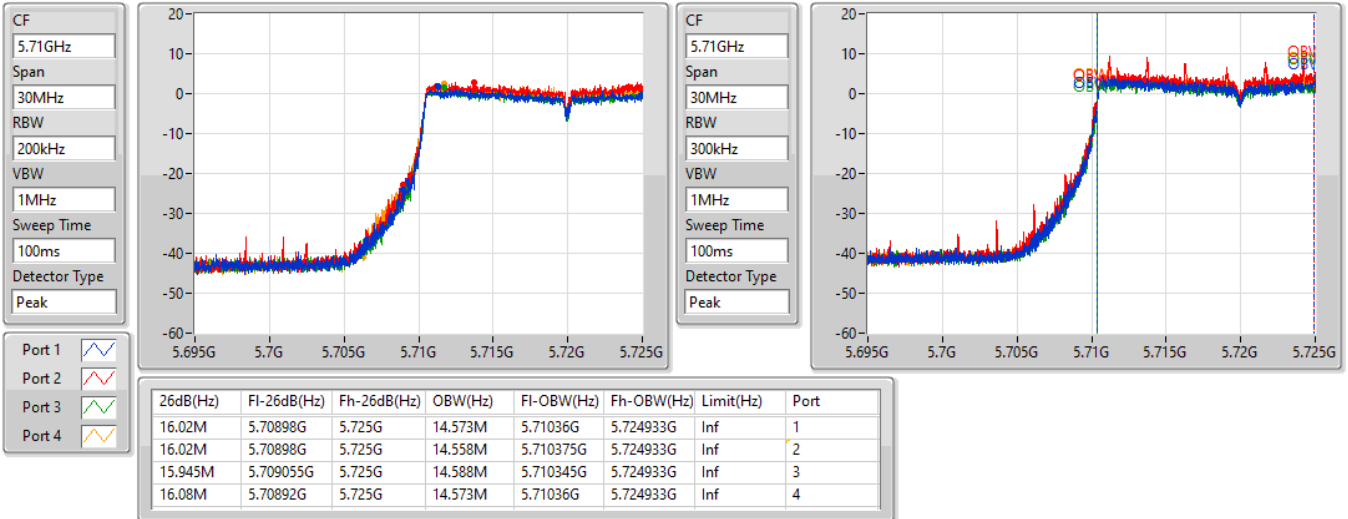 CF
5.71GHz
Span
30MHz
RBW
200kHz
VBW
1MHz
Sweep Time
100ms
Detector Type
Peak
20
10
0
-10
-20
-30
-40
-50
-60
5.695G 5.7G 5.705G 5.71G 5.715G 5.72G 5.725G
CF
5.71GHz
Span
30MHz
RBW
300kHz
VBW
1MHz
Sweep Time
100ms
Detector Type
Peak
20
10
0
-10
-20
-30
-40
-50
-60
5.695G 5.7G 5.705G 5.71G 5.715G 5.72G 5.725G
Port 1
Port 2
Port 3
Port 4
26dB(Hz) Fl-26dB(Hz) Fh-26dB(Hz) OBW(Hz) Fl-OBW(Hz) Fh-OBW(Hz) Limit(Hz) Port
16.02M 5.70898G 5.725G 14.573M 5.71036G 5.724933G Inf 1
16.02M 5.70898G 5.725G 14.558M 5.710375G 5.724933G Inf 2
15.945M 5.709055G 5.725G 14.588M 5.710345G 5.724933G Inf 3
16.08M 5.70892G 5.725G 14.573M 5.71036G 5.724933G Inf 4